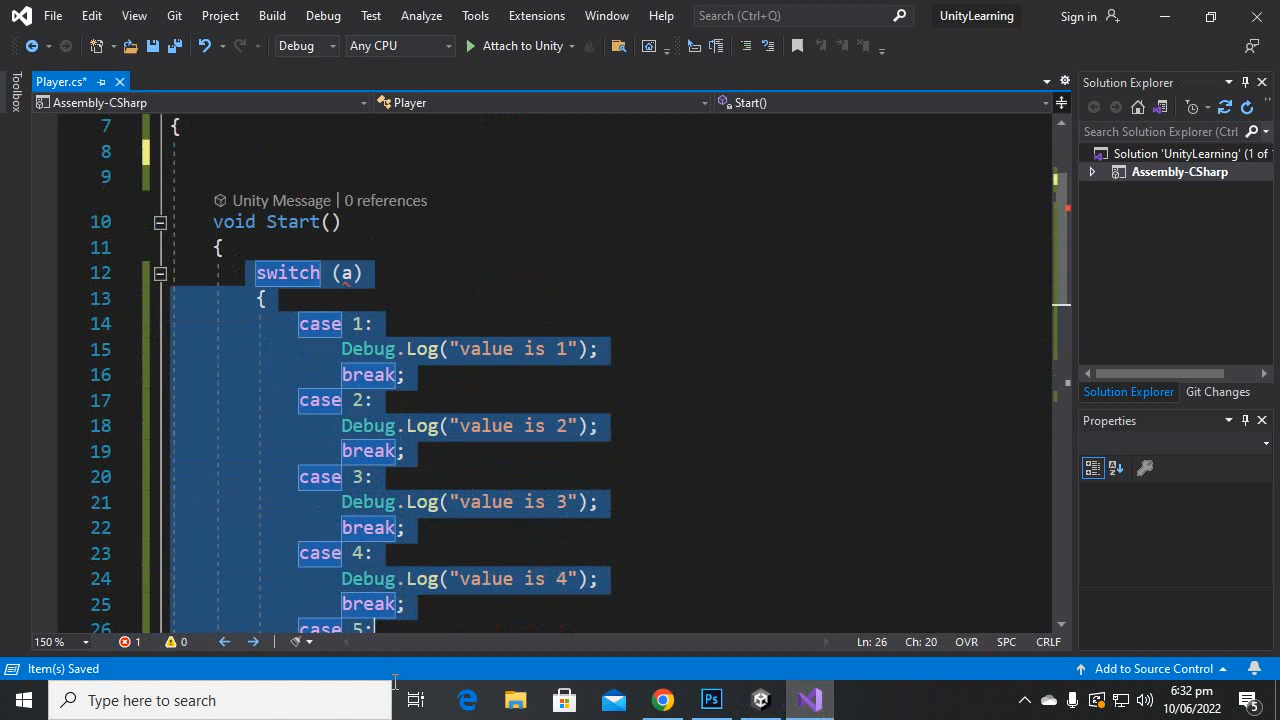 File Edit View Git Project Build Debug Test Analyze Tools Extensions Window Help Search (Ctrl+Q) UnityLearning Sign in
Debug Any CPU Attach to Unity
Toolbox
Player.cs* Solution Explorer
Assembly-CSharp Player Start()
Search Solution Explorer (Ctrl
Solution 'UnityLearning' (1 of 1
Assembly-CSharp
7 {
8
9
Unity Message | 0 references
10 void Start()
11 {
12 switch (a)
13 {
14 case 1:
15 Debug.Log("value is 1");
16 break;
17 case 2:
18 Debug.Log("value is 2");
19 break;
20 case 3:
21 Debug.Log("value is 3");
22 break;
23 case 4:
24 Debug.Log("value is 4");
25 break;
26 case 5:
Solution Explorer Git Changes
Properties
150 % 1 0 Ln: 26 Ch: 20 OVR SPC CRLF
Item(s) Saved Add to Source Control
Type here to search
Ps
6:32 pm
10/06/2022
5